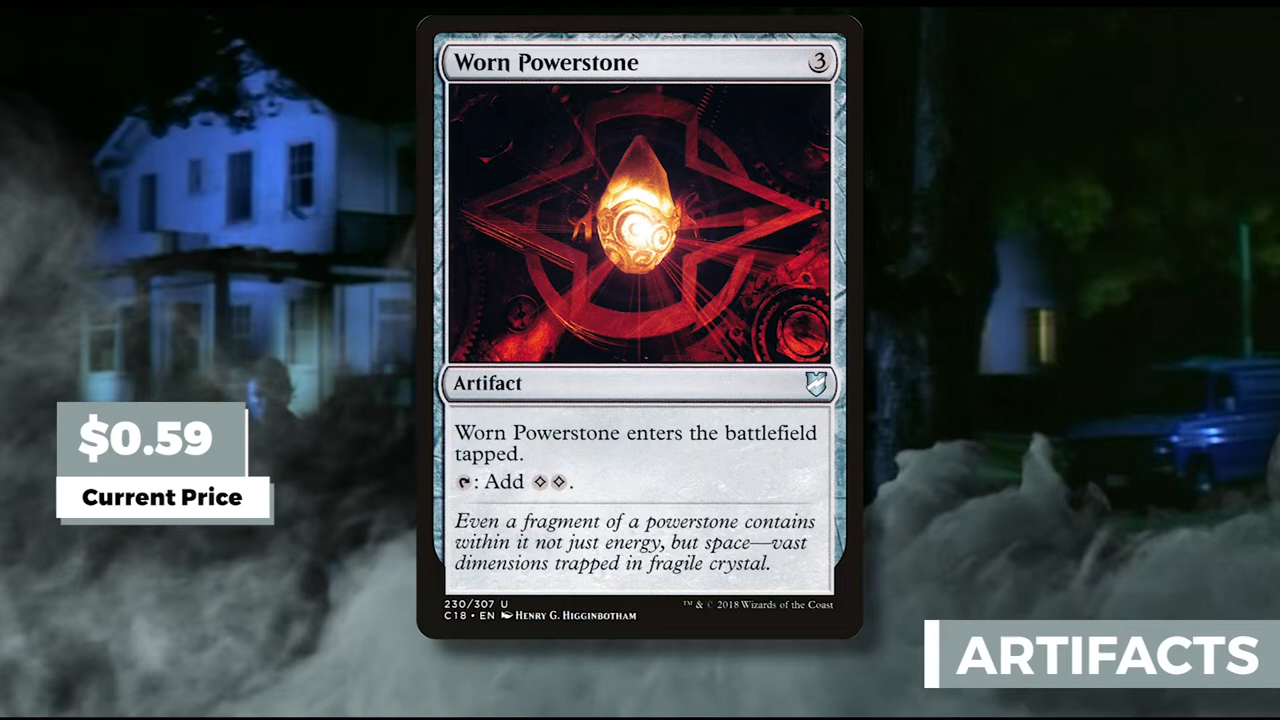 Worn Powerstone 3
Artifact
Worn Powerstone enters the battlefield
tapped.
: Add .
Even a fragment of a powerstone contains
within it not just energy, but space—vast
dimensions trapped in fragile crystal.
230/307 U
C18 • EN HENRY G. HIGGINBOTHAM
™ & © 2018 Wizards of the Coast
$0.59
Current Price
ARTIFACTS